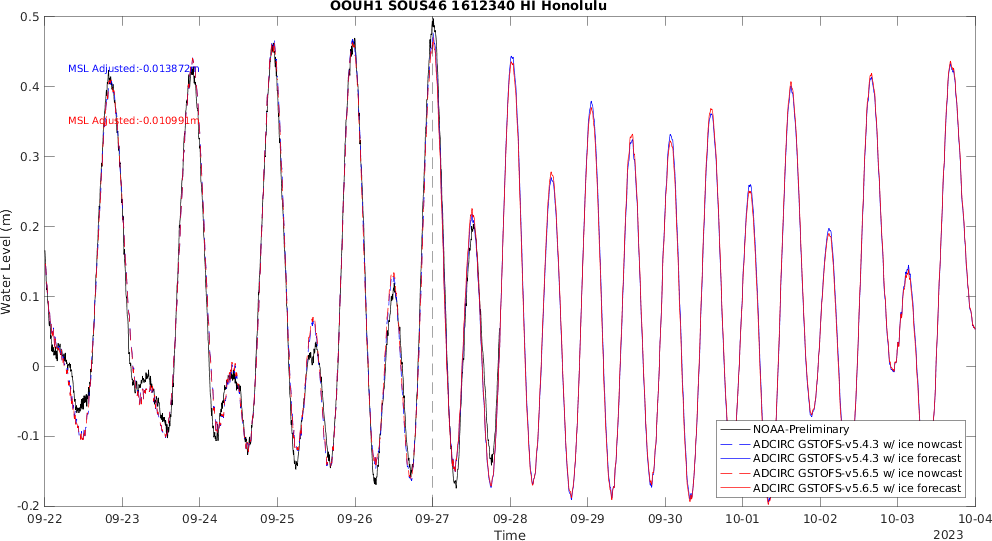 OOUH1 SOUS46 1612340 HI Honolulu
0.5
0.4
0.3
0.2
0.1
0
-0.1
-0.2
Water Level (m)
MSL Adjusted:-0.013872m
MSL Adjusted:-0.010991m
NOAA-Preliminary
ADCIRC GSTOFS-v5.4.3 w/ ice nowcast
ADCIRC GSTOFS-v5.4.3 w/ ice forecast
ADCIRC GSTOFS-v5.6.5 w/ ice nowcast
ADCIRC GSTOFS-v5.6.5 w/ ice forecast
09-22 09-23 09-24 09-25 09-26 09-27 09-28 09-29 09-30 10-01 10-02 10-03 10-04
Time
2023